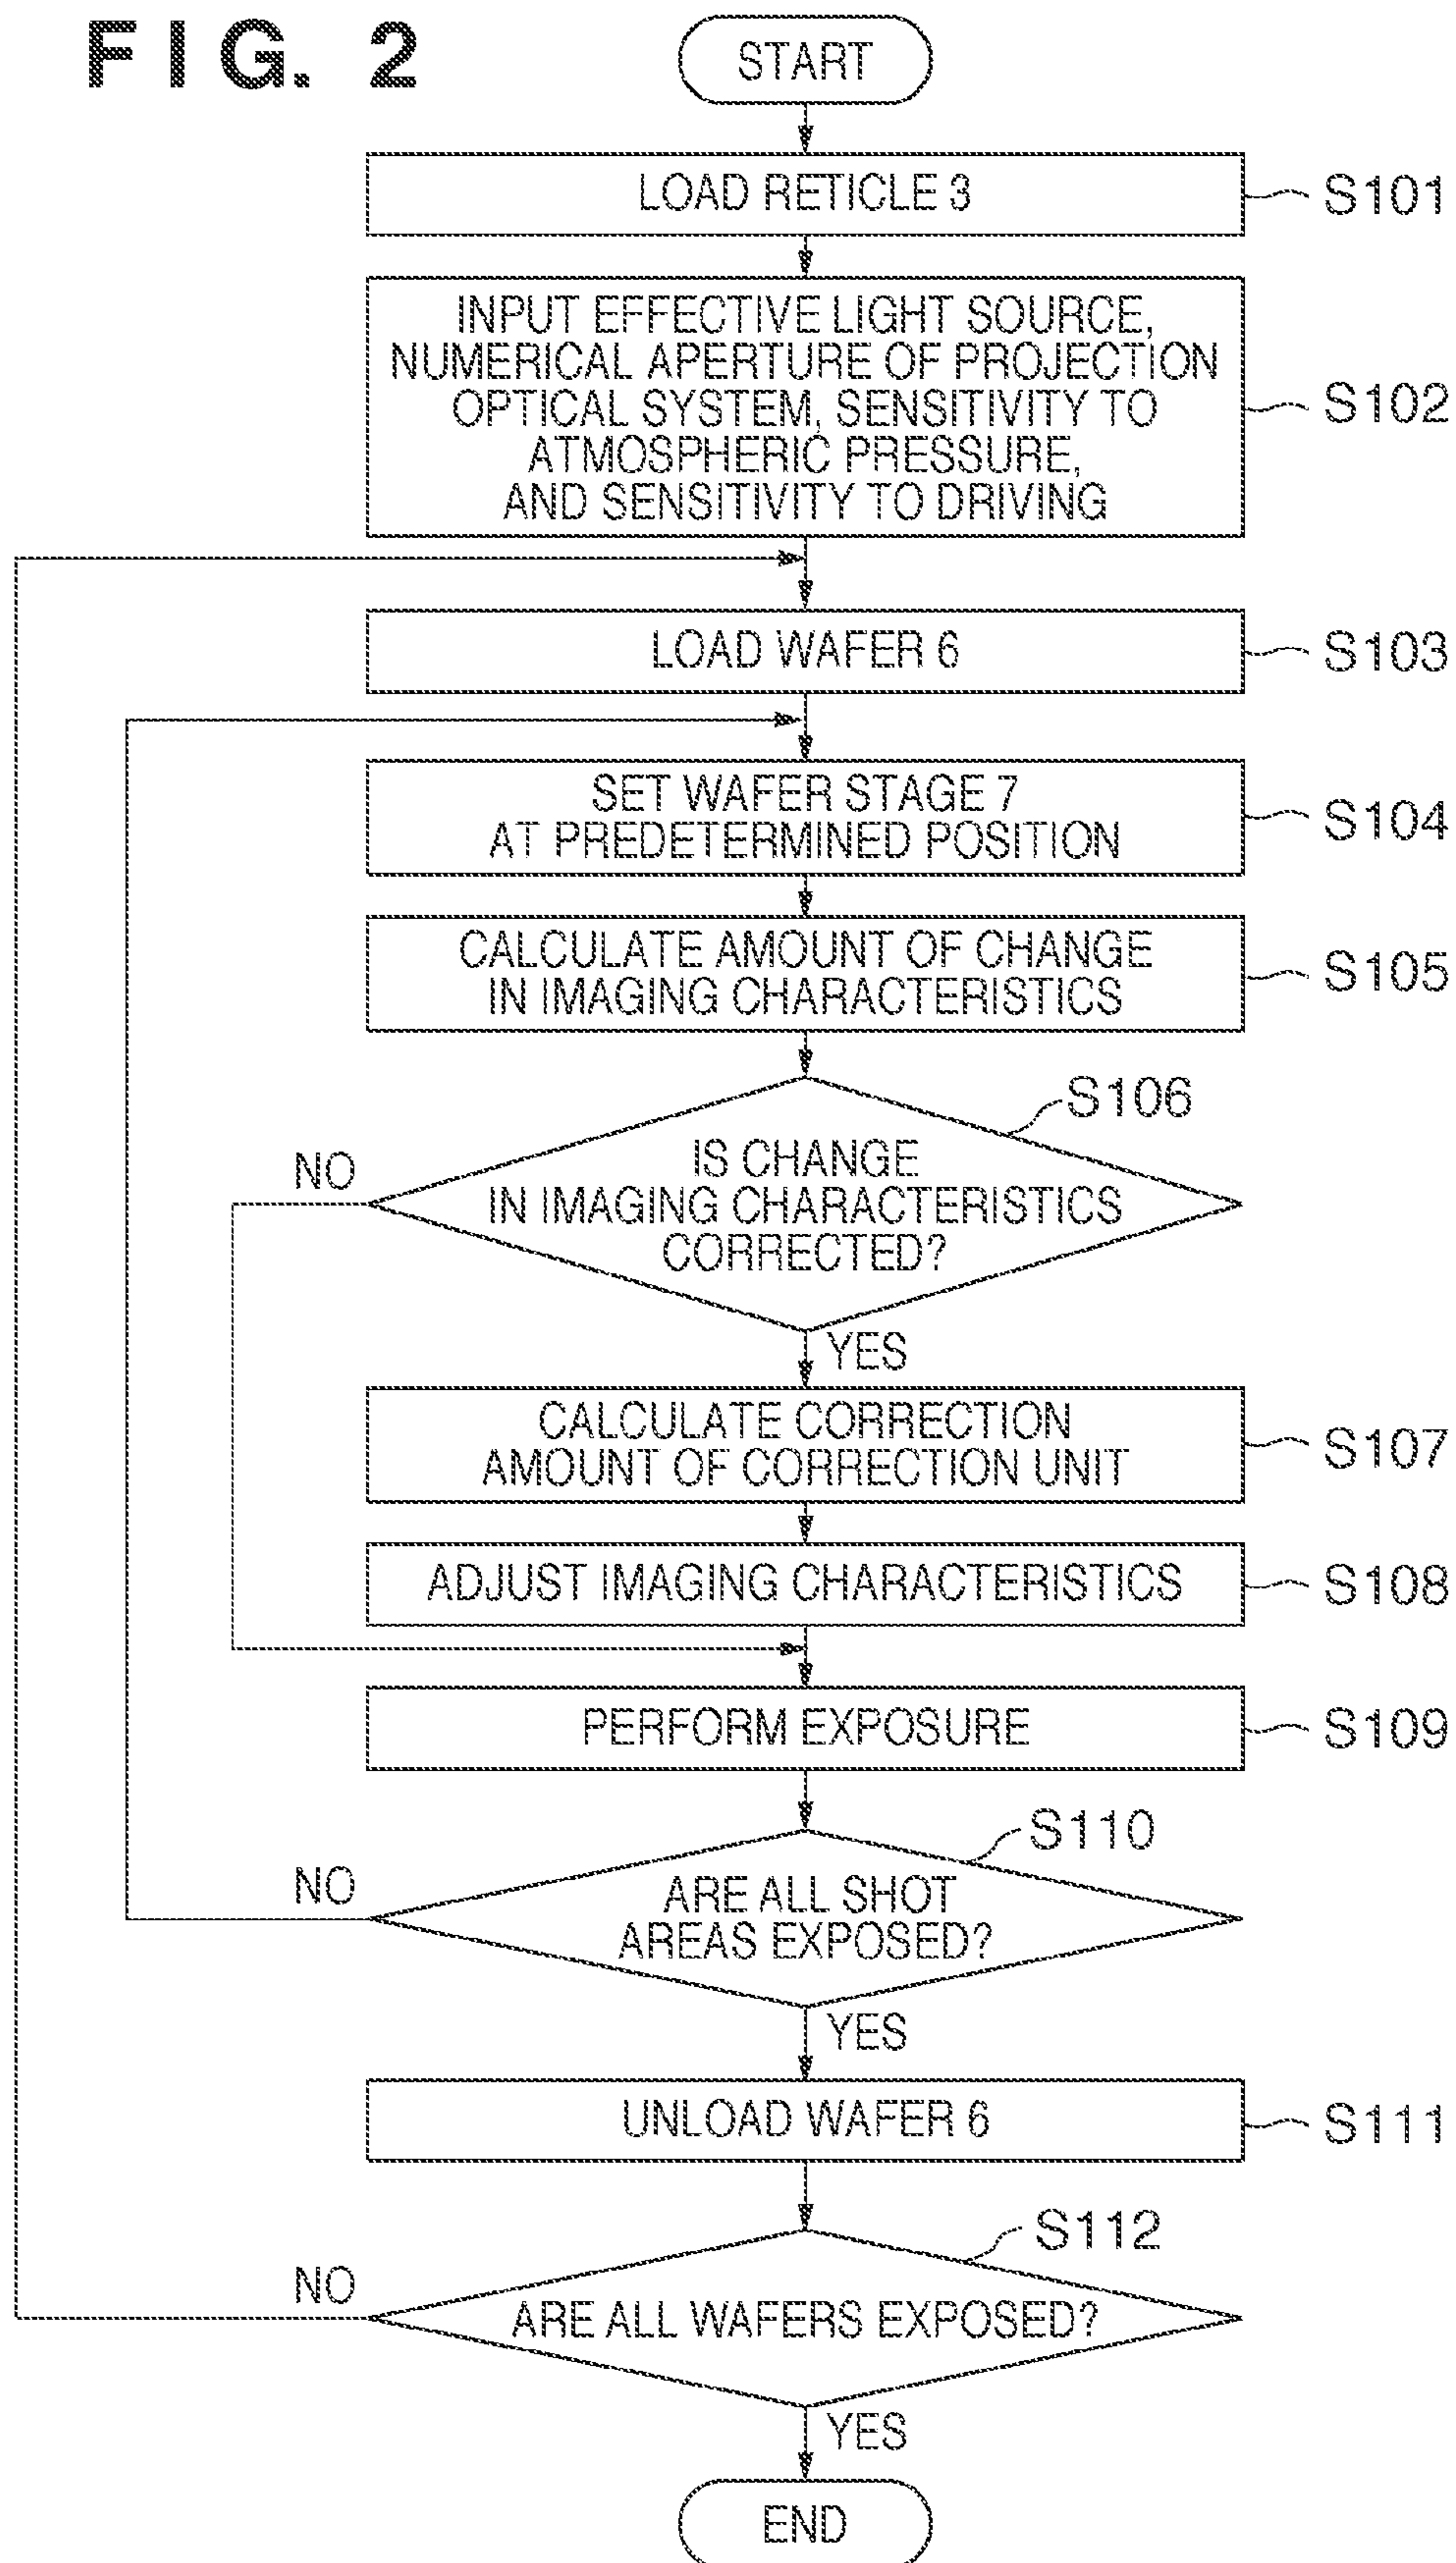 FIG. 2
START
LOAD RETICLE 3
S101
INPUT EFFECTIVE LIGHT SOURCE,
NUMERICAL APERTURE OF PROJECTION
OPTICAL SYSTEM, SENSITIVITY TO
ATMOSPHERIC PRESSURE,
AND SENSITIVITY TO DRIVING
S102
LOAD WAFER 6
S103
SET WAFER STAGE 7
AT PREDETERMINED POSITION
S104
CALCULATE AMOUNT OF CHANGE
IN IMAGING CHARACTERISTICS
S105
S106
IS CHANGE
IN IMAGING CHARACTERISTICS
CORRECTED?
NO
YES
CALCULATE CORRECTION
AMOUNT OF CORRECTION UNIT
S107
ADJUST IMAGING CHARACTERISTICS
S108
PERFORM EXPOSURE
S109
S110
ARE ALL SHOT
AREAS EXPOSED?
NO
YES
UNLOAD WAFER 6
S111
S112
ARE ALL WAFERS EXPOSED?
NO
YES
END